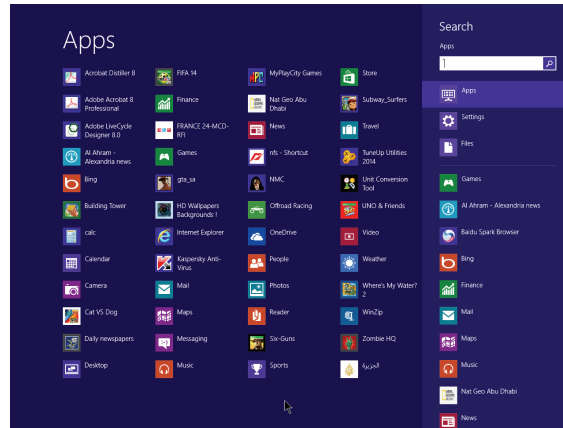 Apps
Acrobat Distiller 8
Adobe Acrobat 8
Professional
Adobe LiveCycle
Designer 8.0
Al Ahram -
Alexandria news
Bing
Building Tower
calc
Calendar
Camera
Cat VS Dog
Daily newspapers
Desktop
FIFA 14
Finance
FRANCE 24-MCD-
RFI
Games
gta_sa
HD Wallpapers
Backgrounds !
Internet Explorer
Kaspersky Anti-
Virus
Mail
Maps
Messaging
Music
MyPlayCity Games
Nat Geo Abu
Dhabi
News
nfs - Shortcut
NMC
Offroad Racing
OneDrive
People
Photos
Reader
Six-Guns
Sports
Store
Subway_Surfers
Travel
TuneUp Utilities
2014
Unit Conversion
Tool
UNO & Friends
Video
Weather
Where's My Water?
2
WinZip
Zombie HQ
الجزيرة
Search
Apps
Apps
Settings
Files
Games
Al Ahram - Alexandria news
Baidu Spark Browser
Bing
Finance
Mail
Maps
Music
Nat Geo Abu Dhabi
News